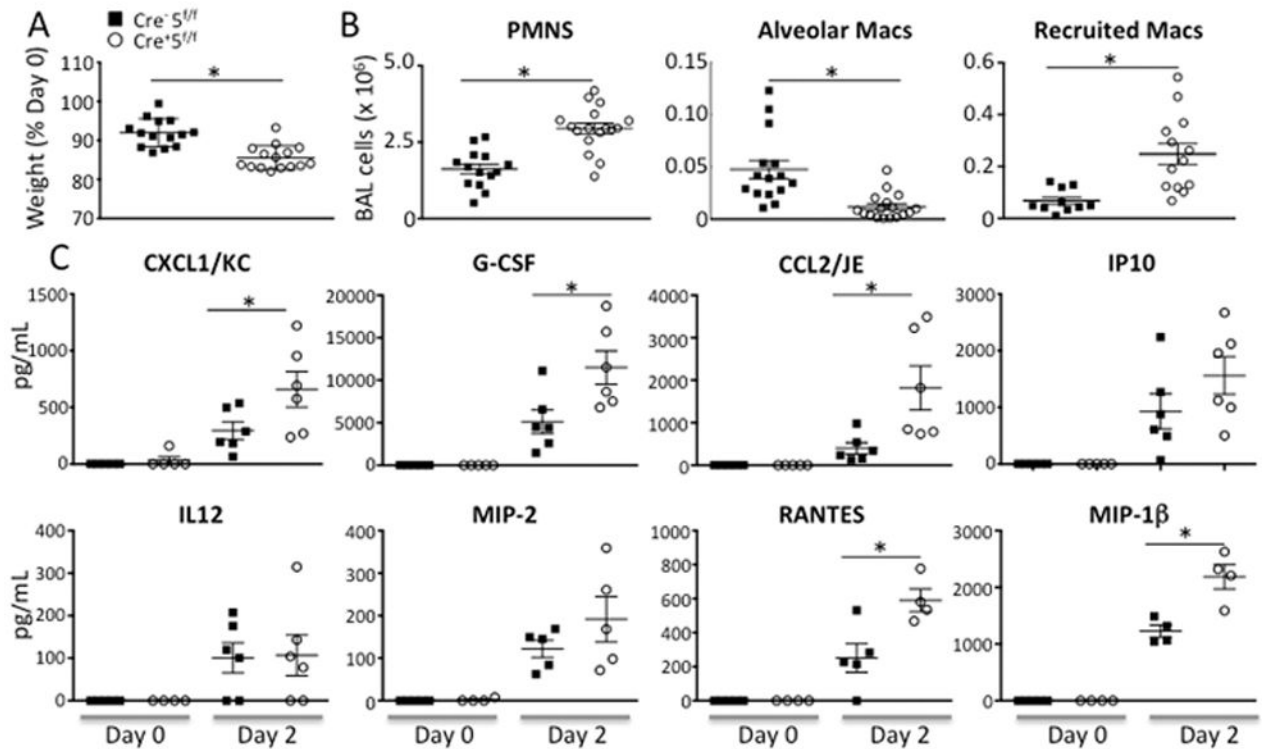 A
■ Cre⁻5ᶠ/ᶠ
○ Cre⁺5ᶠ/ᶠ
Weight (% Day 0)
110
100
90
80
70
*
B
PMNS
BAL cells (x 10⁶)
5.0
2.5
0
*
Alveolar Macs
0.15
0.10
0.05
0
*
Recruited Macs
0.6
0.4
0.2
0
*
C
CXCL1/KC
pg/mL
1500
1000
500
0
*
G-CSF
20000
15000
10000
5000
0
*
CCL2/JE
4000
3000
2000
1000
0
*
IP10
3000
2000
1000
0
IL12
pg/mL
400
300
200
100
0
Day 0 Day 2
MIP-2
400
300
200
100
0
Day 0 Day 2
RANTES
1000
800
600
400
200
0
*
Day 0 Day 2
MIP-1β
3000
2000
1000
0
*
Day 0 Day 2